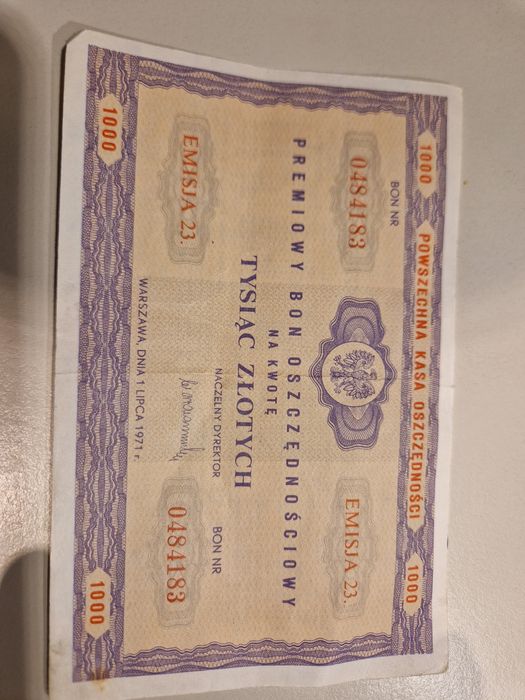 1000 POWSZECHNA KASA OSZCZĘDNOŚCI 1000
BON NR
0484183
EMISJA 23.
PREMIOWY BON OSZCZĘDNOŚCIOWY
NA KWOTĘ
TYSIĄC ZŁOTYCH
NACZELNY DYREKTOR
BON NR
EMISJA 23.
0484183
WARSZAWA, DNIA 1 LIPCA 1971 r.
1000
1000